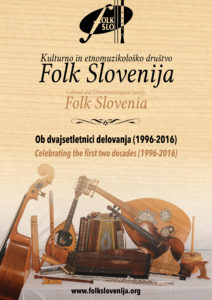 FOLK
SLO
Kulturno in etnomuzikološko društvo
Folk Slovenija
Cultural and Ethnomusicological society
Folk Slovenia
Ob dvajsetletnici delovanja (1996-2016)
Celebrating the first two decades (1996-2016)
www.folkslovenija.org